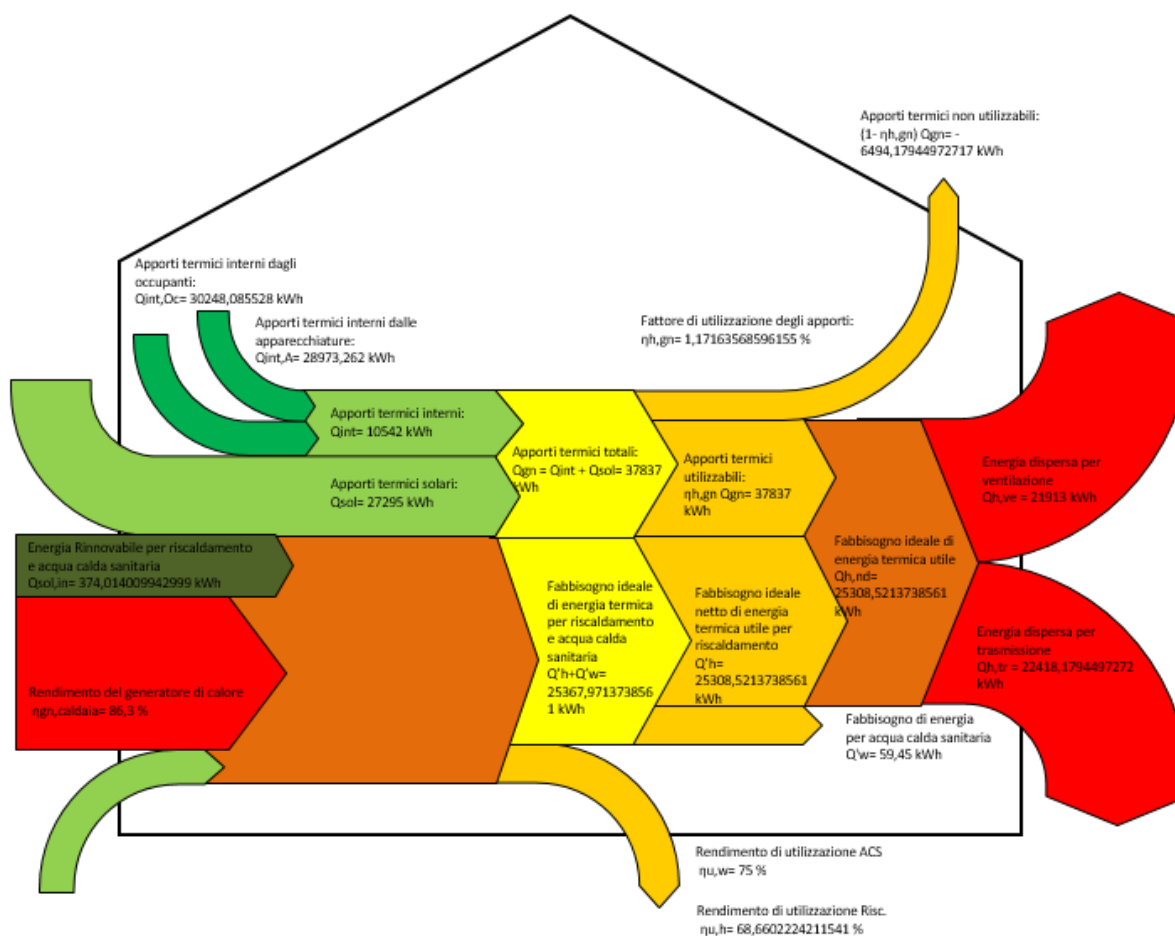 Apporti termici non utilizzabili:
(1- ηh,gn) Qgn= -
6494,17944972717 kWh
Apporti termici interni dagli
occupanti:
Qint,Oc= 30248,085528 kWh
Apporti termici interni dalle
apparecchiature:
Qint,A= 28973,262 kWh
Fattore di utilizzazione degli apporti:
ηh,gn= 1,17163568596155 %
Apporti termici interni:
Qint= 10542 kWh
Apporti termici solari:
Qsol= 27295 kWh
Apporti termici totali:
Qgn = Qint + Qsol= 37837
kWh
Apporti termici
utilizzabili:
ηh,gn Qgn= 37837
kWh
Energia dispersa per
ventilazione
Qh,ve = 21913 kWh
Energia Rinnovabile per riscaldamento
e acqua calda sanitaria
Qsol,in= 374,014009942999 kWh
Fabbisogno ideale di
energia termica utile
Qh,nd=
25308,5213738561
kWh
Fabbisogno ideale
di energia termica
per riscaldamento
e acqua calda
sanitaria
Q'h+Q'w=
25367,971373856
1 kWh
Fabbisogno ideale
netto di energia
termica utile per
riscaldamento
Q'h=
25308,5213738561
kWh
Energia dispersa per
trasmissione
Qh,tr = 22418,1794497272
kWh
Rendimento del generatore di calore
ηgn,caldaia= 86,3 %
Fabbisogno di energia
per acqua calda sanitaria
Q'w= 59,45 kWh
Rendimento di utilizzazione ACS
ηu,w= 75 %
Rendimento di utilizzazione Risc.
ηu,h= 68,6602224211541 %